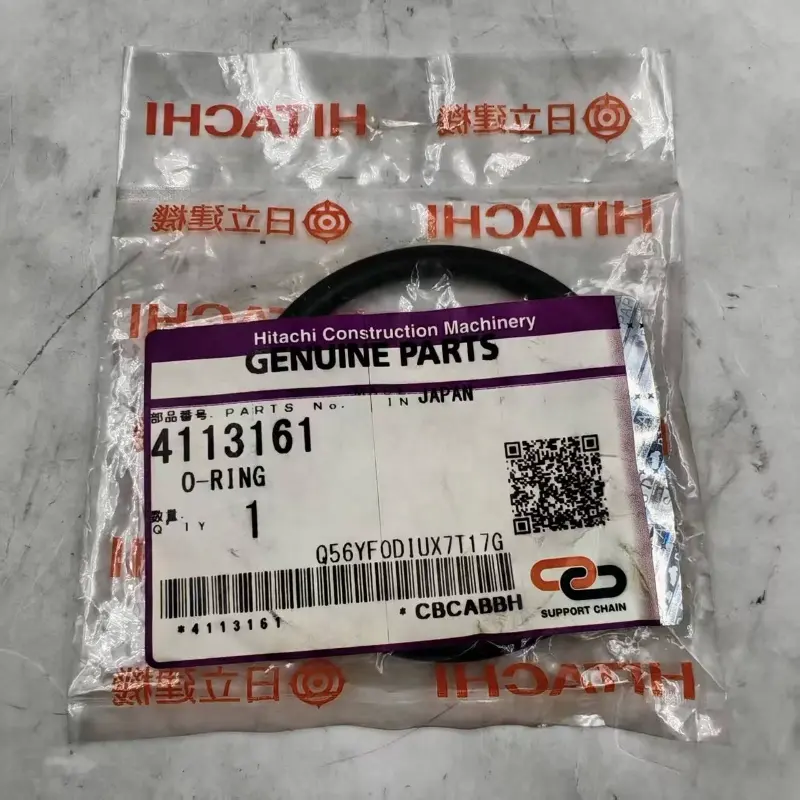 HITACHI 日立建機
日立建機 HITACHI
HITACHI
Hitachi Construction Machinery
GENUINE PARTS
IN JAPAN
部品番号. PARTS No.
4113161
O-RING
数量.
Q'TY 1
Q56YF0DIUX7T17G
*4113161 * CBCABBH
SUPPORT CHAIN
日立建機 HITACHI